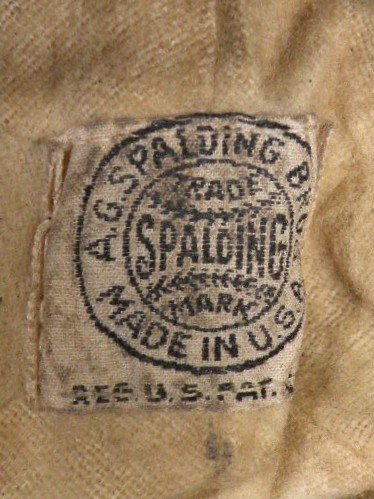 A.G. SPALDING BRO
TRADE
SPALDING
MARK
MADE IN U.S.A.
REG. U.S. PAT.